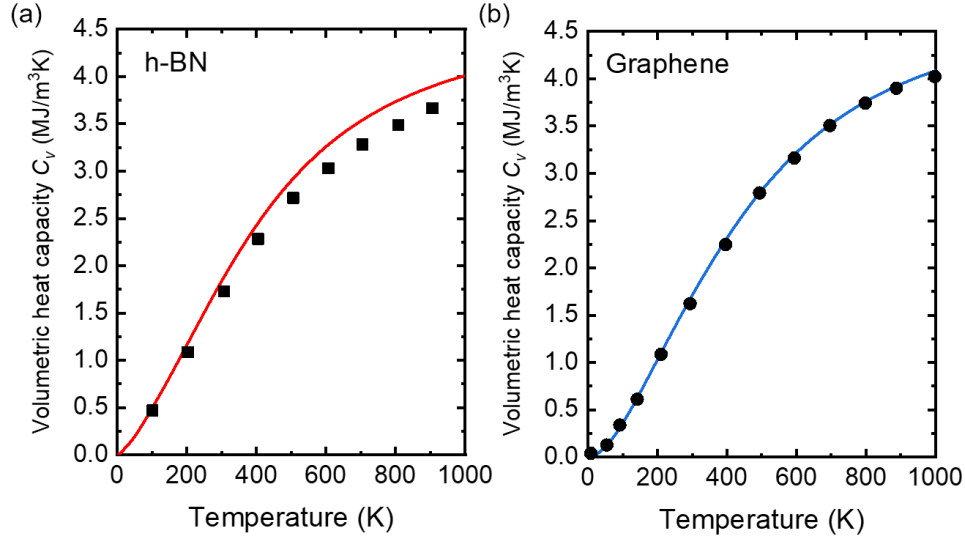 (a)
h-BN
Volumetric heat capacity Cv (MJ/m³K)
4.5
4.0
3.5
3.0
2.5
2.0
1.5
1.0
0.5
0.0
0 200 400 600 800 1000
Temperature (K)
(b)
Graphene
Volumetric heat capacity Cv (MJ/m³K)
4.5
4.0
3.5
3.0
2.5
2.0
1.5
1.0
0.5
0.0
0 200 400 600 800 1000
Temperature (K)